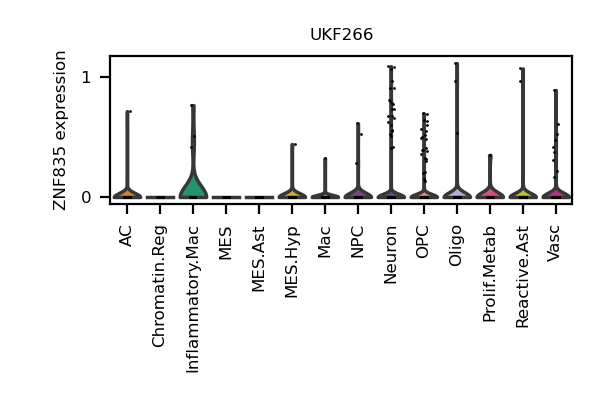 UKF266
ZNF835 expression
1
0
AC
Chromatin.Reg
Inflammatory.Mac
MES
MES.Ast
MES.Hyp
Mac
NPC
Neuron
OPC
Oligo
Prolif.Metab
Reactive.Ast
Vasc